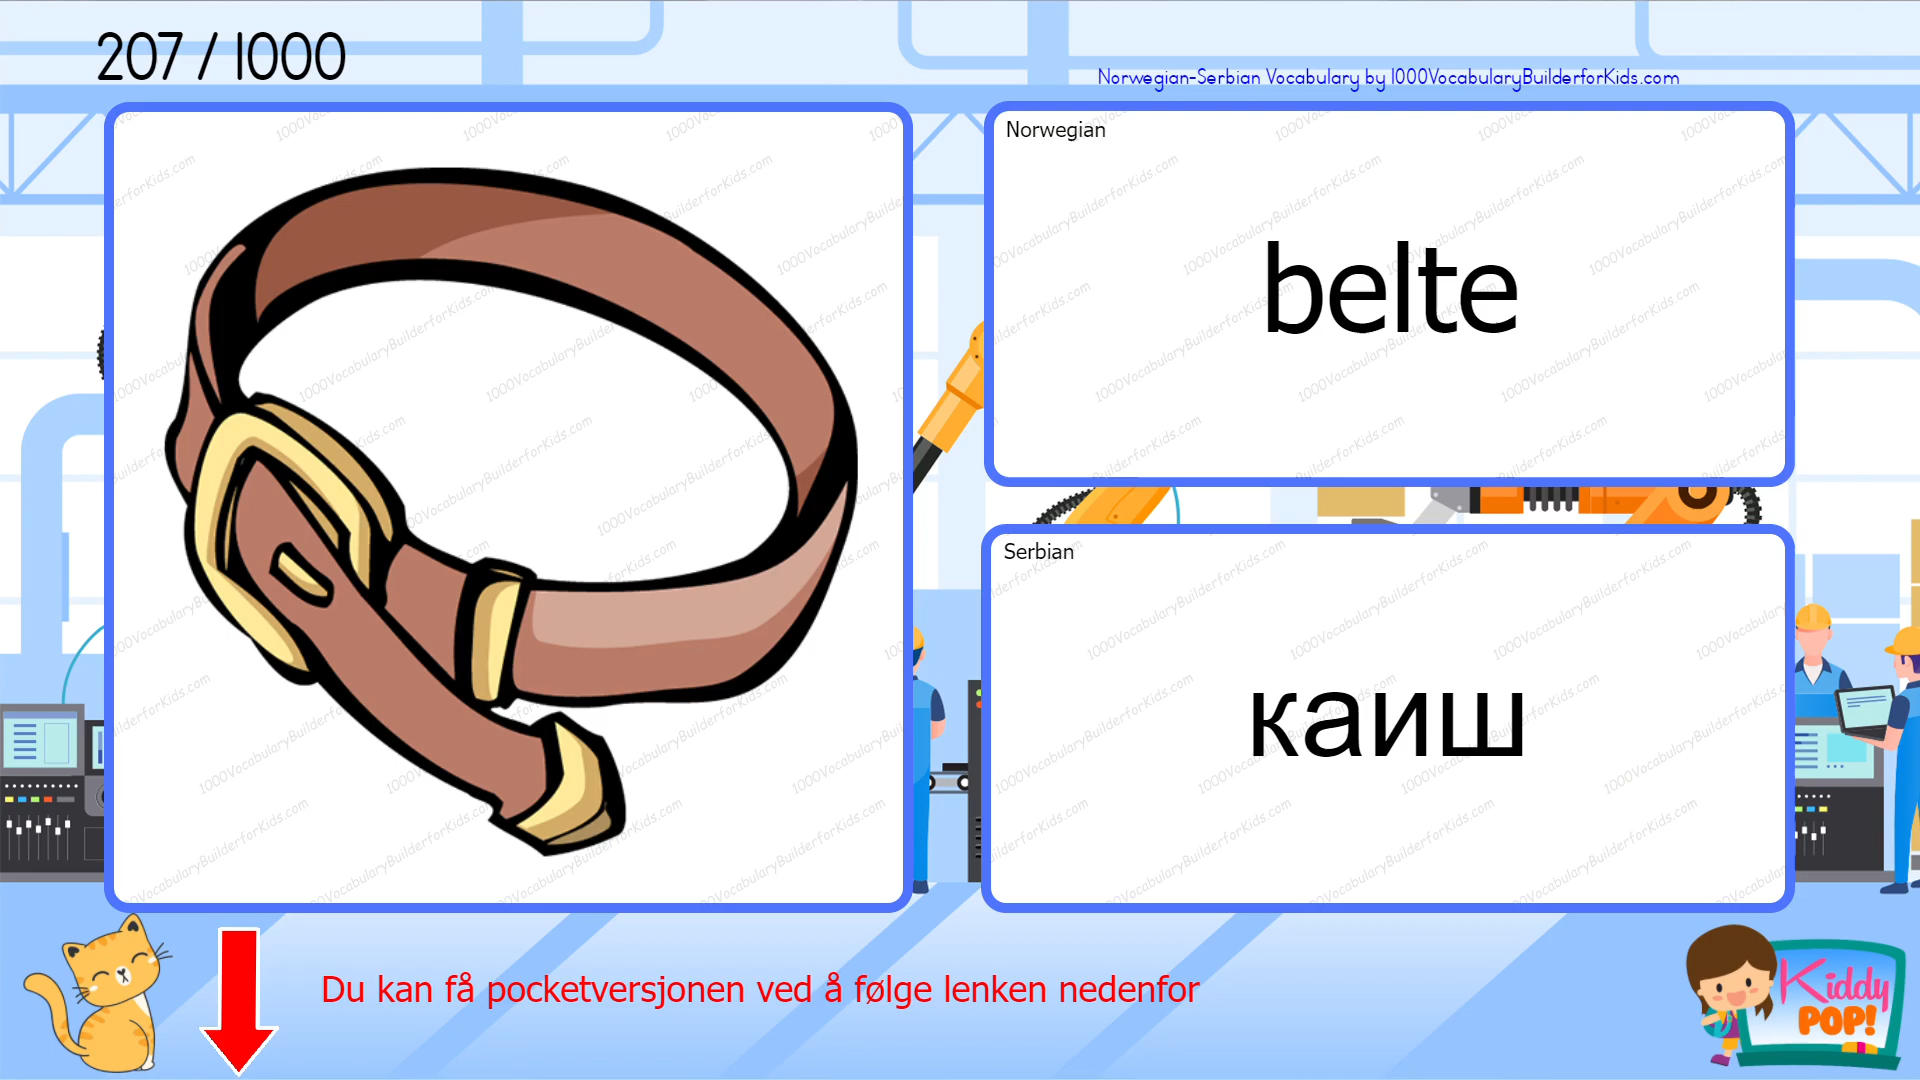 207 / 1000
Norwegian-Serbian Vocabulary by 1000VocabularyBuilderforKids.com
Norwegian
belte
Serbian
каиш
Du kan få pocketversjonen ved å følge lenken nedenfor
Kiddy
POP!